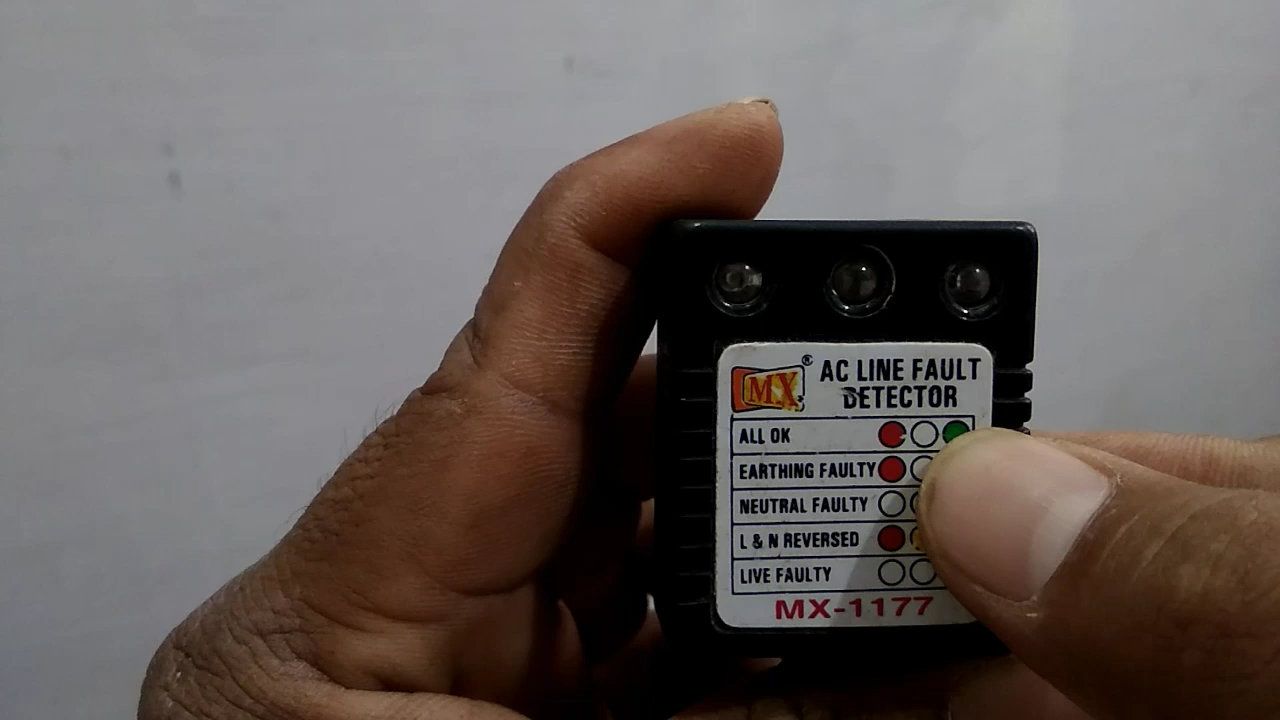 MX® AC LINE FAULT
DETECTOR
ALL OK
EARTHING FAULTY
NEUTRAL FAULTY
L & N REVERSED
LIVE FAULTY
MX-1177